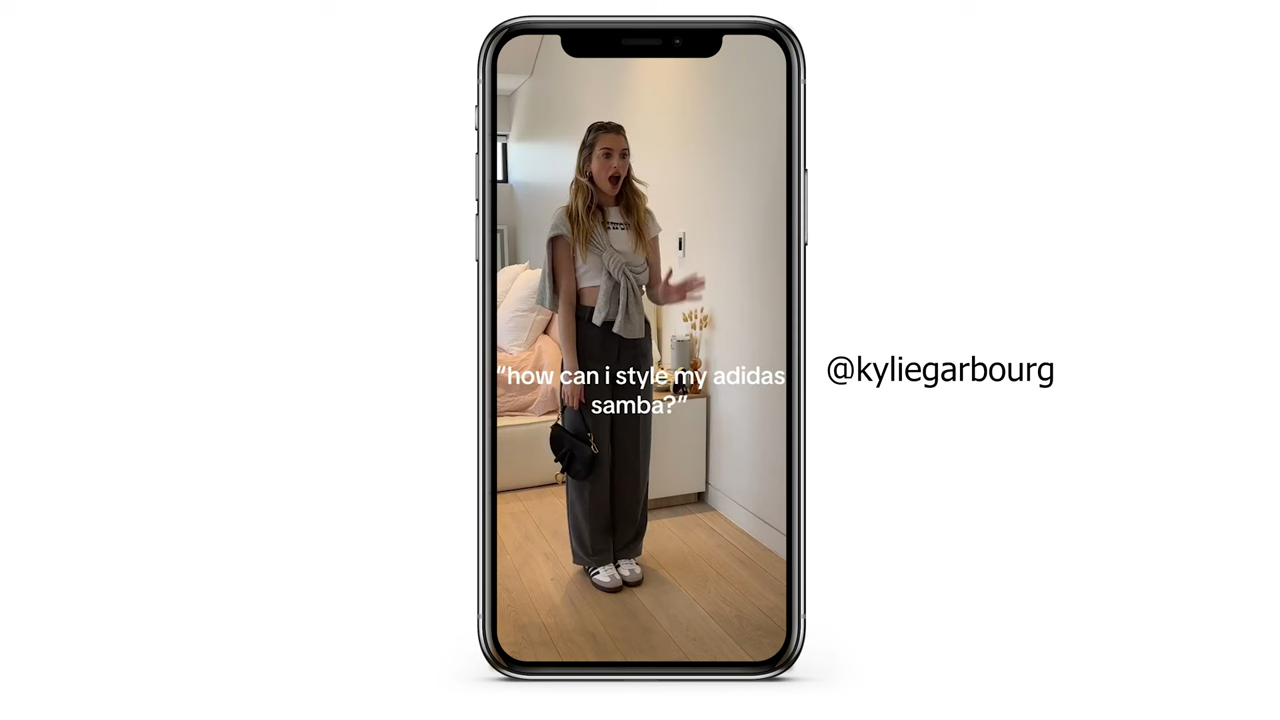 “how can i style my adidas
samba?”
@kyliegarbourg